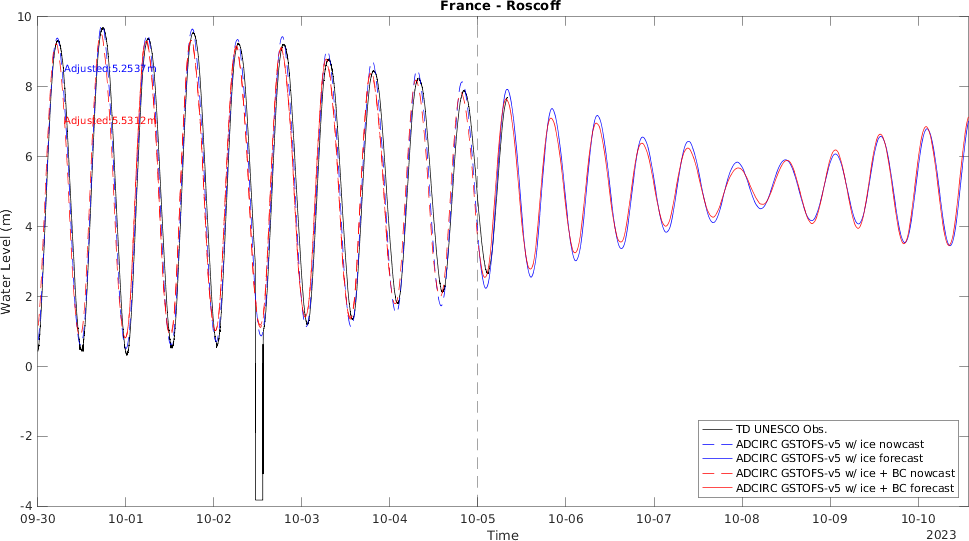 France - Roscoff
10
8
6
4
2
0
-2
-4
Water Level (m)
Adjusted:5.2537m
Adjusted:5.5312m
TD UNESCO Obs.
ADCIRC GSTOFS-v5 w/ ice nowcast
ADCIRC GSTOFS-v5 w/ ice forecast
ADCIRC GSTOFS-v5 w/ ice + BC nowcast
ADCIRC GSTOFS-v5 w/ ice + BC forecast
09-30 10-01 10-02 10-03 10-04 10-05 10-06 10-07 10-08 10-09 10-10
Time
2023